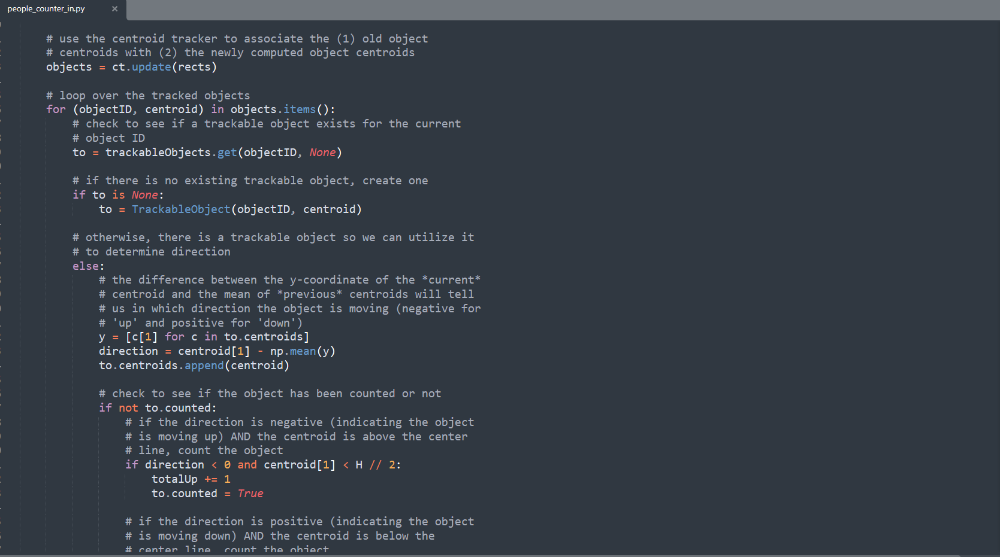 people_counter_in.py ×
# use the centroid tracker to associate the (1) old object
# centroids with (2) the newly computed object centroids
objects = ct.update(rects)
# loop over the tracked objects
for (objectID, centroid) in objects.items():
# check to see if a trackable object exists for the current
# object ID
to = trackableObjects.get(objectID, None)
# if there is no existing trackable object, create one
if to is None:
to = TrackableObject(objectID, centroid)
# otherwise, there is a trackable object so we can utilize it
# to determine direction
else:
# the difference between the y-coordinate of the *current*
# centroid and the mean of *previous* centroids will tell
# us in which direction the object is moving (negative for
# 'up' and positive for 'down')
y = [c[1] for c in to.centroids]
direction = centroid[1] - np.mean(y)
to.centroids.append(centroid)
# check to see if the object has been counted or not
if not to.counted:
# if the direction is negative (indicating the object
# is moving up) AND the centroid is above the center
# line, count the object
if direction < 0 and centroid[1] < H // 2:
totalUp += 1
to.counted = True
# if the direction is positive (indicating the object
# is moving down) AND the centroid is below the
# center line, count the object